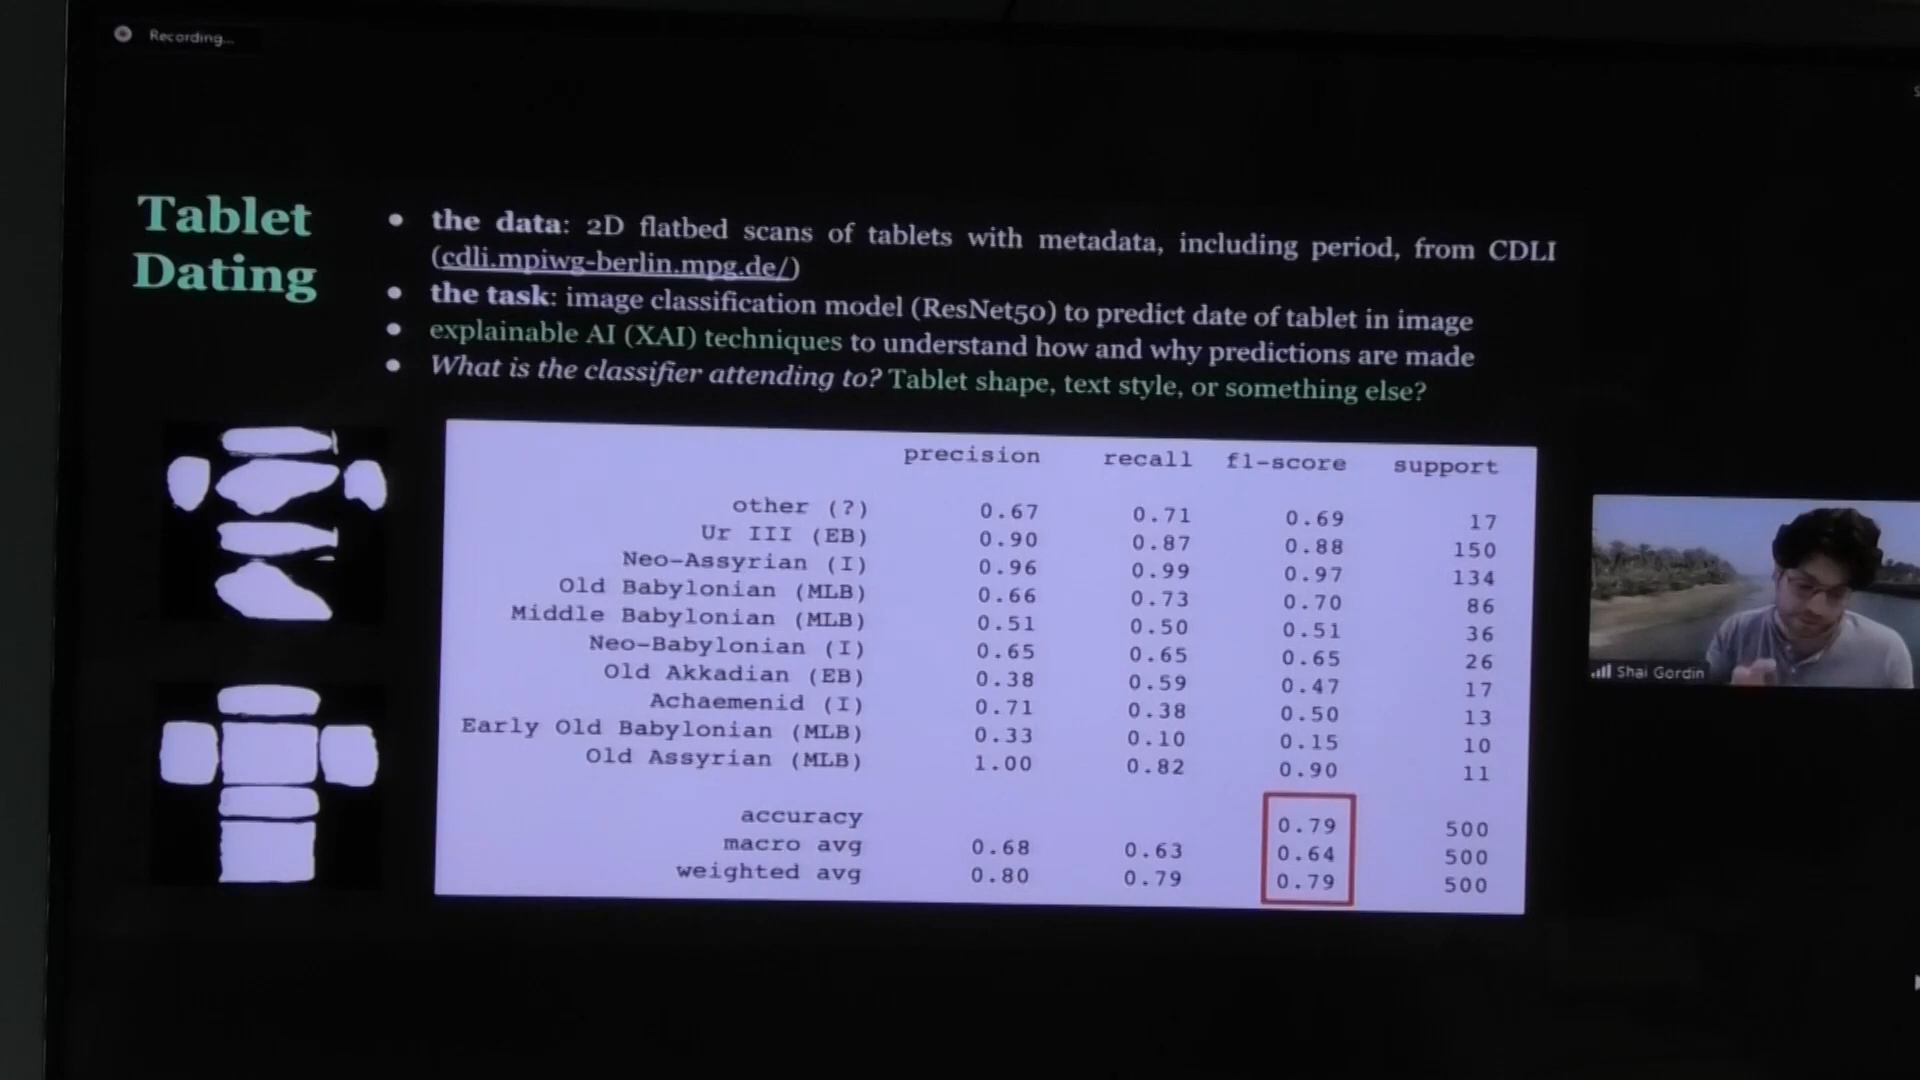 Recording...
Tablet
Dating
● the data: 2D flatbed scans of tablets with metadata, including period, from CDLI
(cdli.mpiwg-berlin.mpg.de/)
● the task: image classification model (ResNet50) to predict date of tablet in image
● explainable AI (XAI) techniques to understand how and why predictions are made
● What is the classifier attending to? Tablet shape, text style, or something else?
precision recall f1-score support
other (?) 0.67 0.71 0.69 17
Ur III (EB) 0.90 0.87 0.88 150
Neo-Assyrian (I) 0.96 0.99 0.97 134
Old Babylonian (MLB) 0.66 0.73 0.70 86
Middle Babylonian (MLB) 0.51 0.50 0.51 36
Neo-Babylonian (I) 0.65 0.65 0.65 26
Old Akkadian (EB) 0.38 0.59 0.47 17
Achaemenid (I) 0.71 0.38 0.50 13
Early Old Babylonian (MLB) 0.33 0.10 0.15 10
Old Assyrian (MLB) 1.00 0.82 0.90 11
accuracy 0.79 500
macro avg 0.68 0.63 0.64 500
weighted avg 0.80 0.79 0.79 500
Shai Gordin